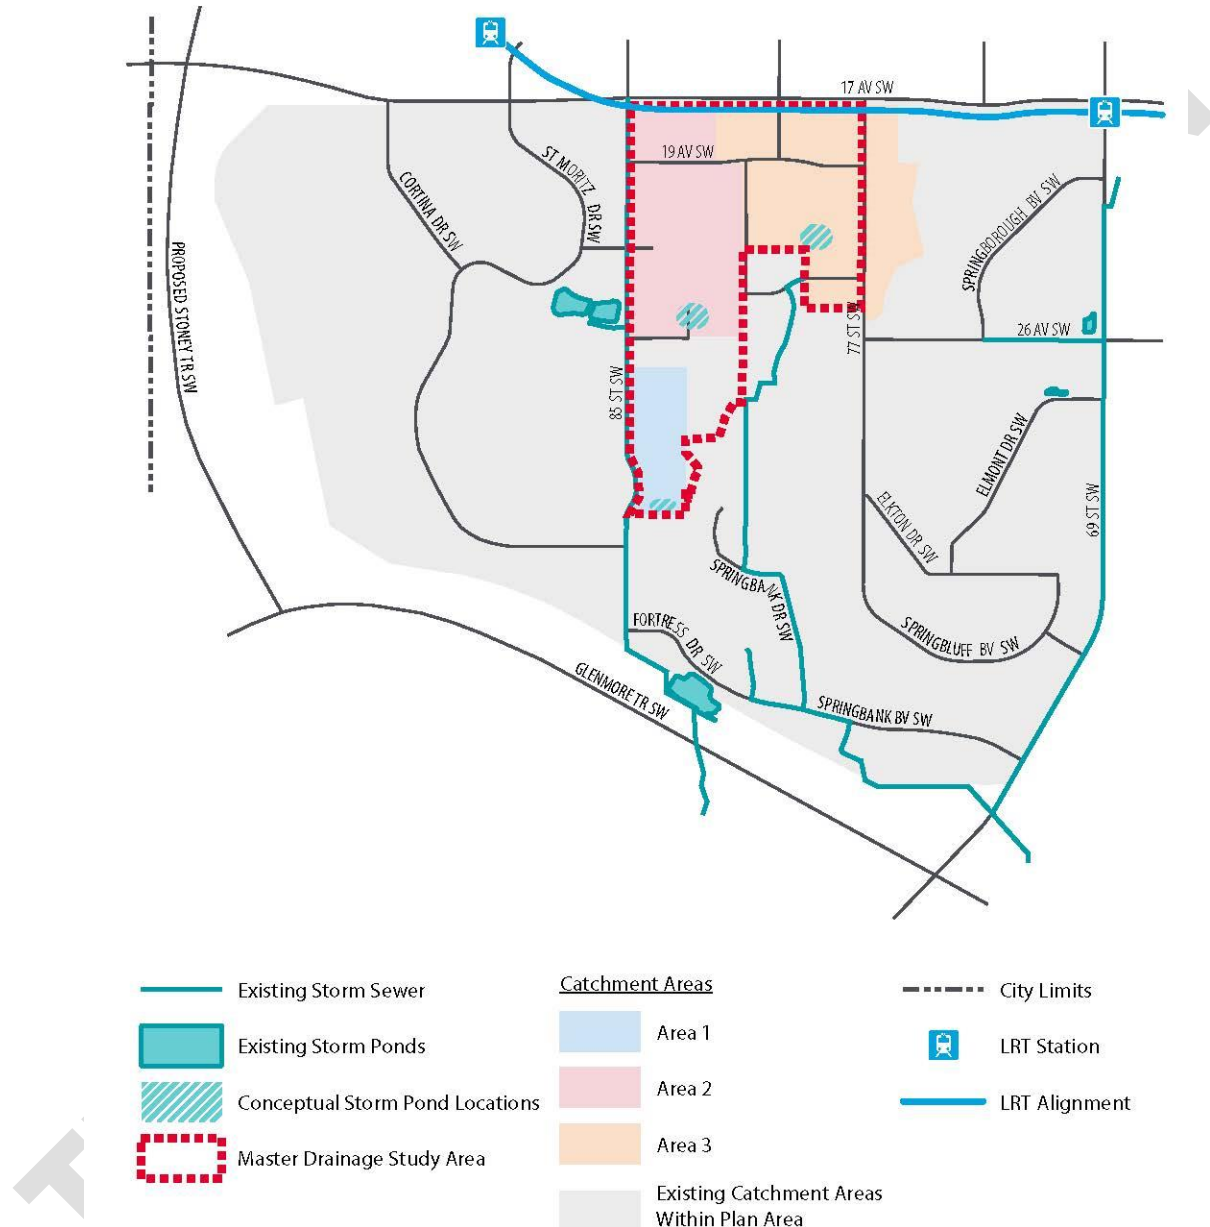 17 AV SW
19 AV SW
ST MORITZ DR SW
CORTINA DR SW
PROPOSED STONEY TR SW
SPRINGBOROUGH BV SW
26 AV SW
77 ST SW
85 ST SW
ELMONT DR SW
69 ST SW
ELKTON DR SW
SPRINGBANK DR SW
FORTRESS DR SW
SPRINGBLUFF BV SW
GLENMORE TR SW
SPRINGBANK BV SW
Existing Storm Sewer
Existing Storm Ponds
Conceptual Storm Pond Locations
Master Drainage Study Area
Catchment Areas
Area 1
Area 2
Area 3
Existing Catchment Areas
Within Plan Area
City Limits
LRT Station
LRT Alignment